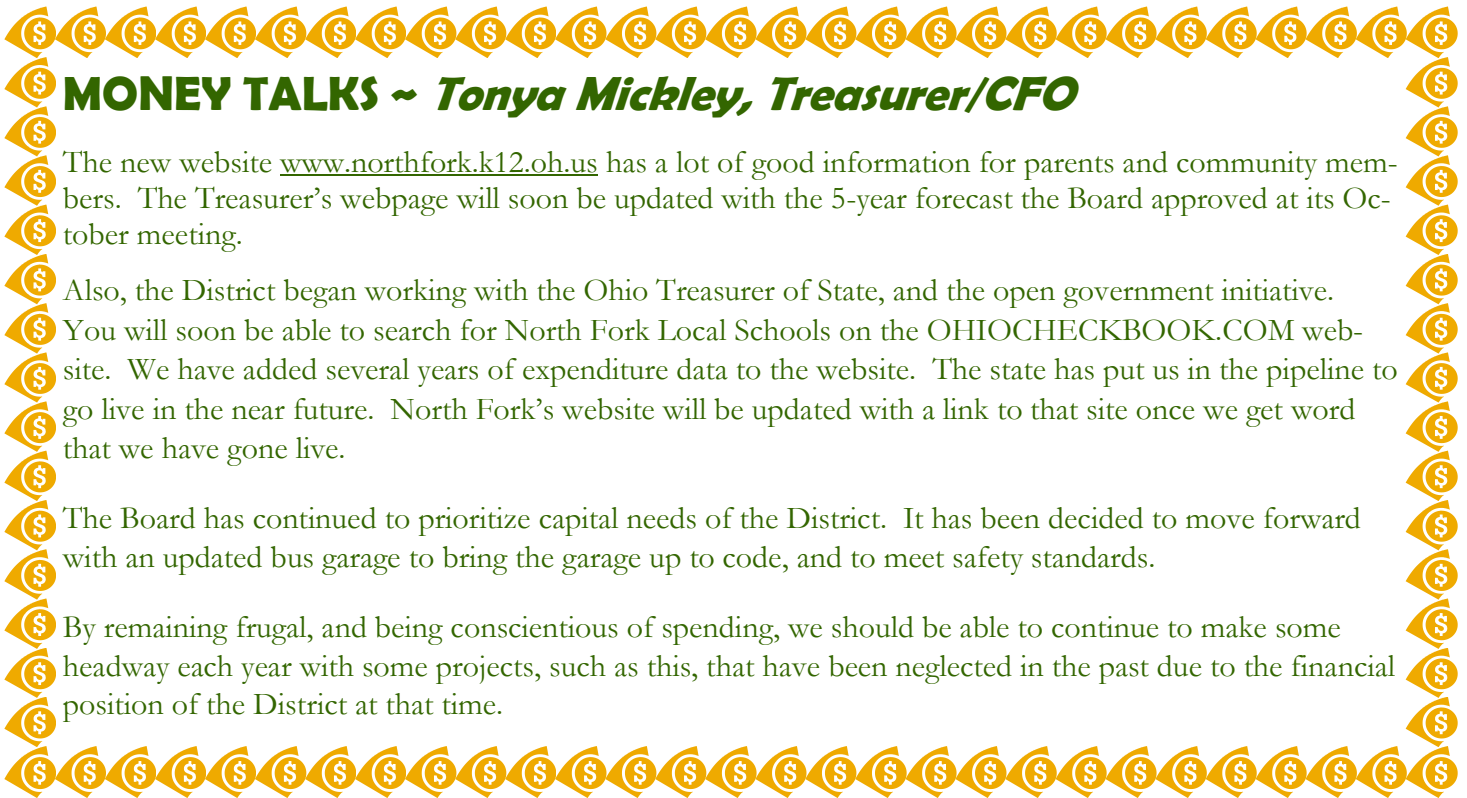 MONEY TALKS ~ Tonya Mickley, Treasurer/CFO
The new website www.northfork.k12.oh.us has a lot of good information for parents and community mem-
bers.  The Treasurer’s webpage will soon be updated with the 5-year forecast the Board approved at its Oc-
tober meeting.
Also, the District began working with the Ohio Treasurer of State, and the open government initiative.
You will soon be able to search for North Fork Local Schools on the OHIOCHECKBOOK.COM web-
site.  We have added several years of expenditure data to the website.  The state has put us in the pipeline to
go live in the near future.  North Fork’s website will be updated with a link to that site once we get word
that we have gone live.
The Board has continued to prioritize capital needs of the District.  It has been decided to move forward
with an updated bus garage to bring the garage up to code, and to meet safety standards.
By remaining frugal, and being conscientious of spending, we should be able to continue to make some
headway each year with some projects, such as this, that have been neglected in the past due to the financial
position of the District at that time.